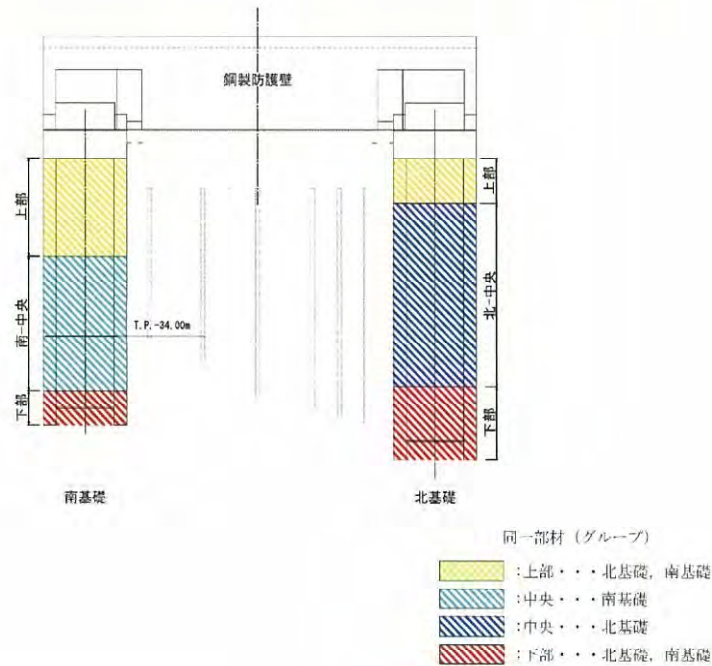 鋼製防護壁
上部
南-中央
下部
T.P.-34.00m
上部
北-中央
下部
南基礎
北基礎
同一部材（グループ）
：上部・・・北基礎，南基礎
：中央・・・南基礎
：中央・・・北基礎
：下部・・・北基礎，南基礎